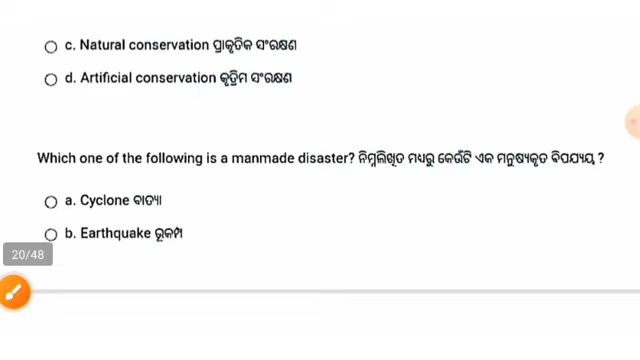 c. Natural conservation ପ୍ରାକୃତିକ ସଂରକ୍ଷଣ
d. Artificial conservation କୃତ୍ରିମ ସଂରକ୍ଷଣ
Which one of the following is a manmade disaster? ନିମ୍ନଲିଖିତ ମଧ୍ୟରୁ କେଉଁଟି ଏକ ମନୁଷ୍ୟକୃତ ବିପଯ୍ୟୟ ?
a. Cyclone ବାତ୍ୟା
b. Earthquake ଭୂକମ୍ପ
20/48